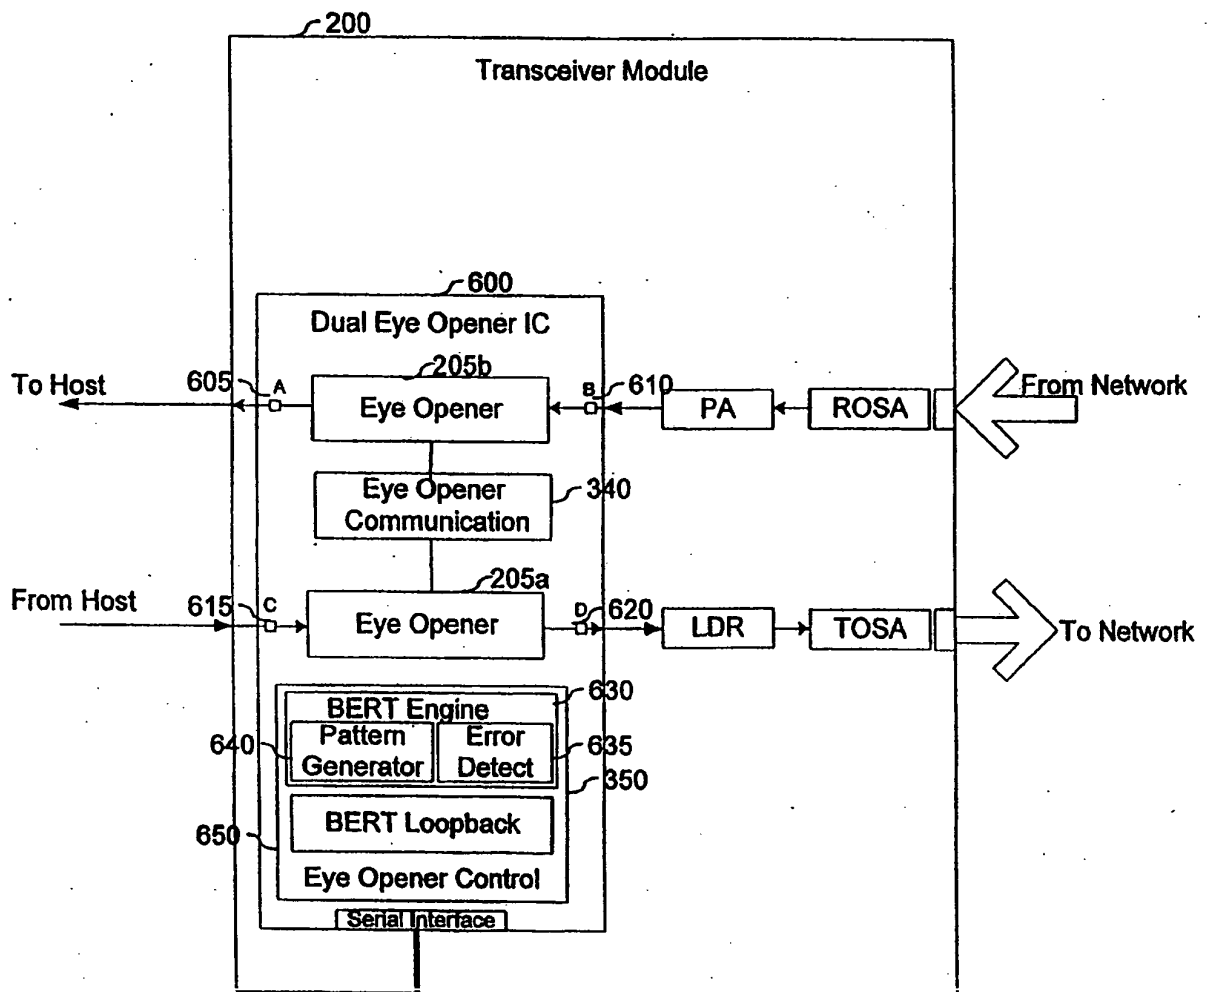 200
Transceiver Module
600
Dual Eye Opener IC
To Host
605
A
205b
Eye Opener
B
610
PA
ROSA
From Network
Eye Opener
Communication
340
From Host
615
C
205a
Eye Opener
D
620
LDR
TOSA
To Network
630
BERT Engine
640
Pattern
Generator
Error
Detect
635
350
650
BERT Loopback
Eye Opener Control
Serial Interface